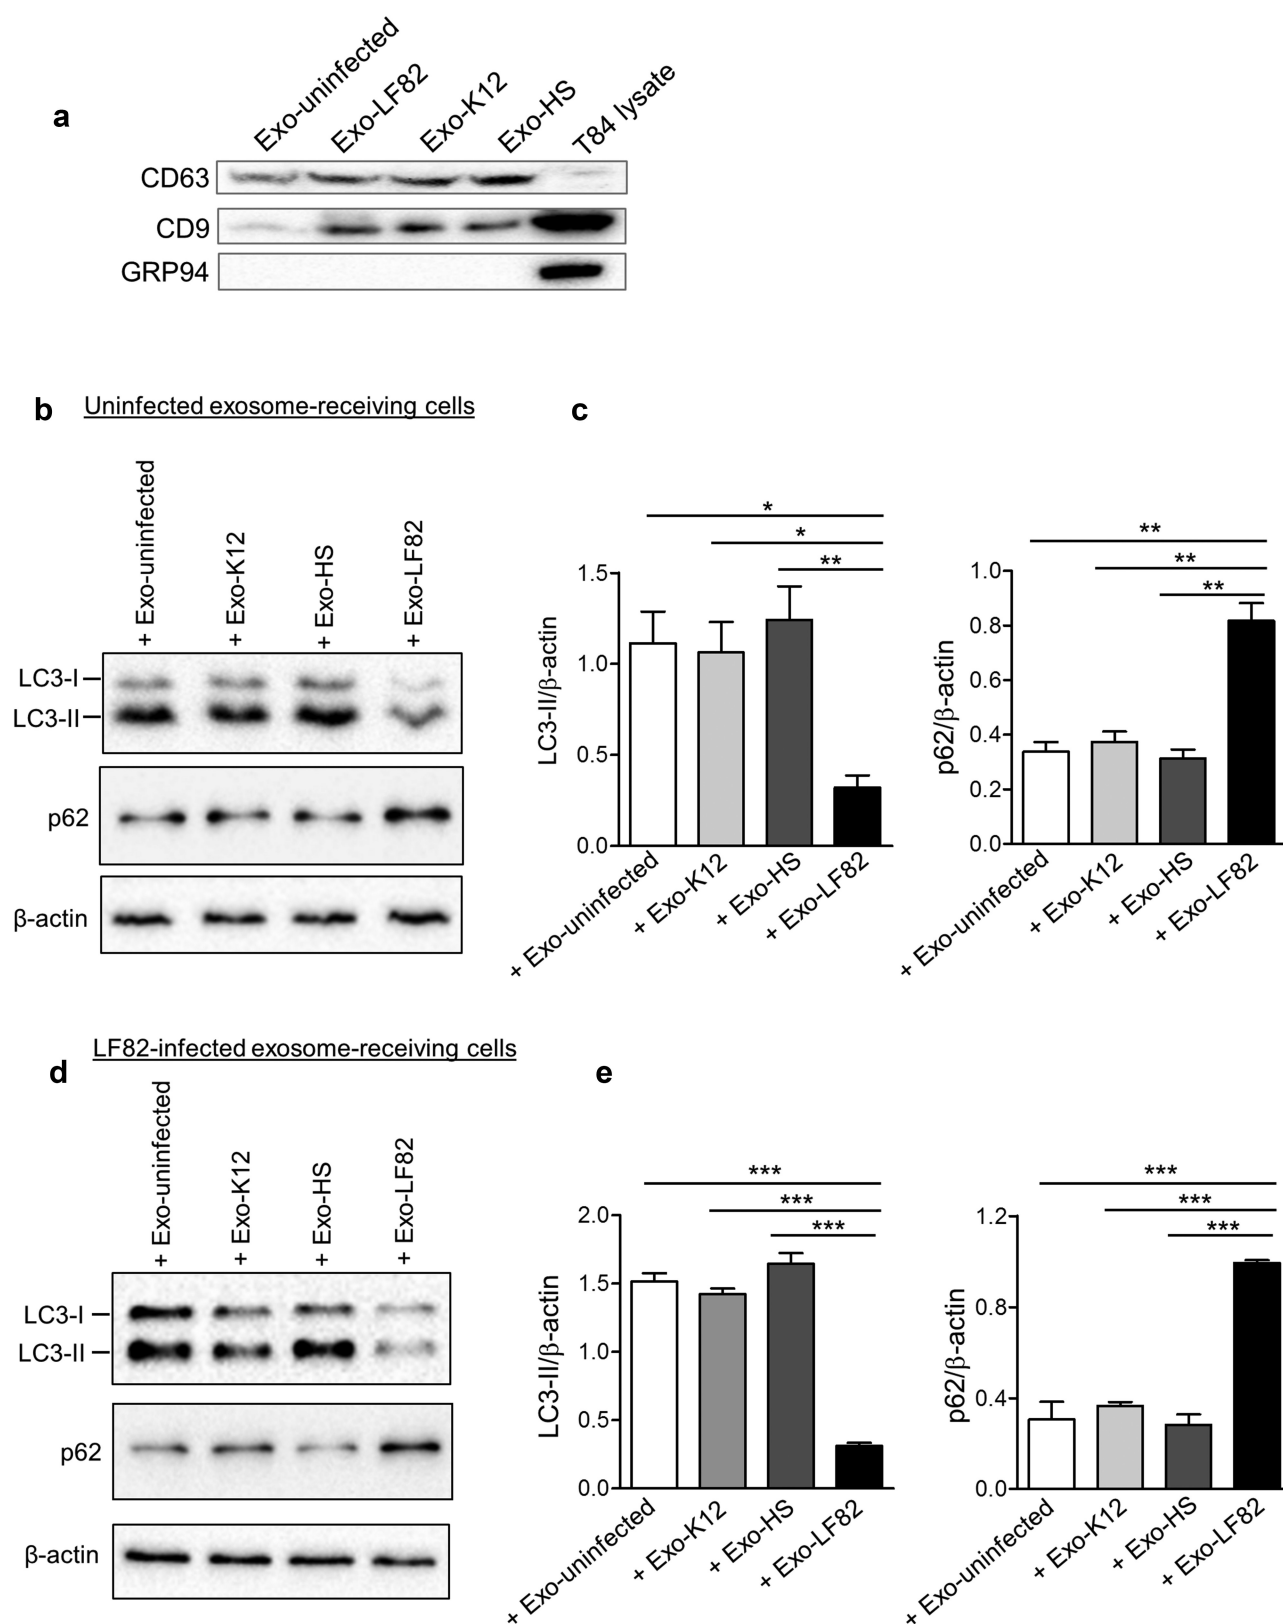 a
Exo-uninfected
Exo-LF82
Exo-K12
Exo-HS
T84 lysate
CD63
CD9
GRP94
b
Uninfected exosome-receiving cells
+ Exo-uninfected
+ Exo-K12
+ Exo-HS
+ Exo-LF82
LC3-I
LC3-II
p62
β-actin
c
*
*
**
LC3-II/β-actin
1.5
1.0
0.5
0.0
+ Exo-uninfected
+ Exo-K12
+ Exo-HS
+ Exo-LF82
**
**
**
p62/β-actin
1.0
0.8
0.6
0.4
0.2
0.0
+ Exo-uninfected
+ Exo-K12
+ Exo-HS
+ Exo-LF82
LF82-infected exosome-receiving cells
d
+ Exo-uninfected
+ Exo-K12
+ Exo-HS
+ Exo-LF82
LC3-I
LC3-II
p62
β-actin
e
***
***
***
LC3-II/β-actin
2.0
1.5
1.0
0.5
0.0
+ Exo-uninfected
+ Exo-K12
+ Exo-HS
+ Exo-LF82
***
***
***
p62/β-actin
1.2
0.8
0.4
0.0
+ Exo-uninfected
+ Exo-K12
+ Exo-HS
+ Exo-LF82